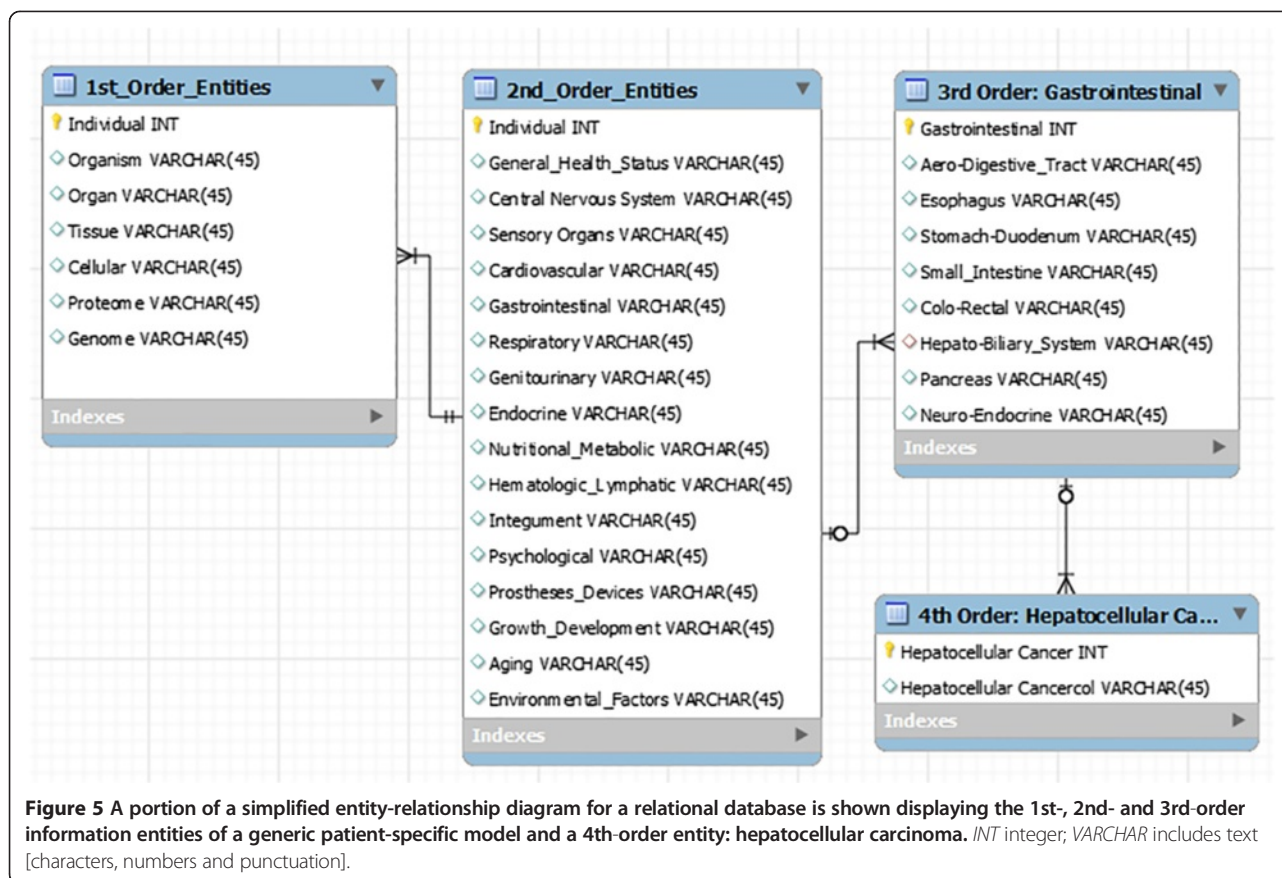 1st_Order_Entities
Individual INT
Organism VARCHAR(45)
Organ VARCHAR(45)
Tissue VARCHAR(45)
Cellular VARCHAR(45)
Proteome VARCHAR(45)
Genome VARCHAR(45)
Indexes
2nd_Order_Entities
Individual INT
General_Health_Status VARCHAR(45)
Central Nervous System VARCHAR(45)
Sensory Organs VARCHAR(45)
Cardiovascular VARCHAR(45)
Gastrointestinal VARCHAR(45)
Respiratory VARCHAR(45)
Genitourinary VARCHAR(45)
Endocrine VARCHAR(45)
Nutritional_Metabolic VARCHAR(45)
Hematologic_Lymphatic VARCHAR(45)
Integument VARCHAR(45)
Psychological VARCHAR(45)
Prostheses_Devices VARCHAR(45)
Growth_Development VARCHAR(45)
Aging VARCHAR(45)
Environmental_Factors VARCHAR(45)
Indexes
3rd Order: Gastrointestinal
Gastrointestinal INT
Aero-Digestive_Tract VARCHAR(45)
Esophagus VARCHAR(45)
Stomach-Duodenum VARCHAR(45)
Small_Intestine VARCHAR(45)
Colo-Rectal VARCHAR(45)
Hepato-Biliary_System VARCHAR(45)
Pancreas VARCHAR(45)
Neuro-Endocrine VARCHAR(45)
Indexes
4th Order: Hepatocellular Ca...
Hepatocellular Cancer INT
Hepatocellular Cancercol VARCHAR(45)
Indexes
Figure 5 A portion of a simplified entity-relationship diagram for a relational database is shown displaying the 1st-, 2nd- and 3rd-order
information entities of a generic patient-specific model and a 4th-order entity: hepatocellular carcinoma. INT integer; VARCHAR includes text
[characters, numbers and punctuation].